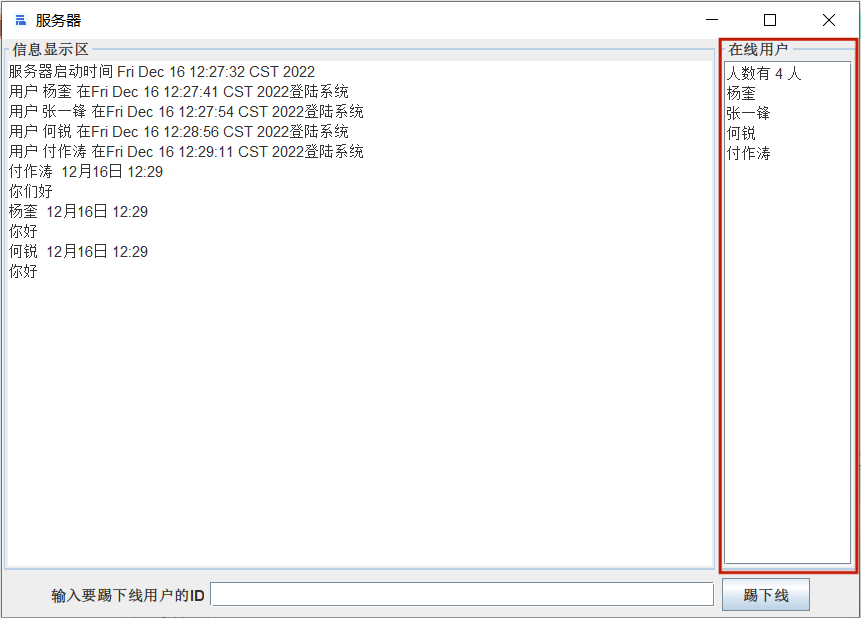 服务器
信息显示区
服务器启动时间 Fri Dec 16 12:27:32 CST 2022
用户 杨奎 在Fri Dec 16 12:27:41 CST 2022登陆系统
用户 张一锋 在Fri Dec 16 12:27:54 CST 2022登陆系统
用户 何锐 在Fri Dec 16 12:28:56 CST 2022登陆系统
用户 付作涛 在Fri Dec 16 12:29:11 CST 2022登陆系统
付作涛  12月16日 12:29
你们好
杨奎  12月16日 12:29
你好
何锐  12月16日 12:29
你好
在线用户
人数有 4 人
杨奎
张一锋
何锐
付作涛
输入要踢下线用户的ID
踢下线